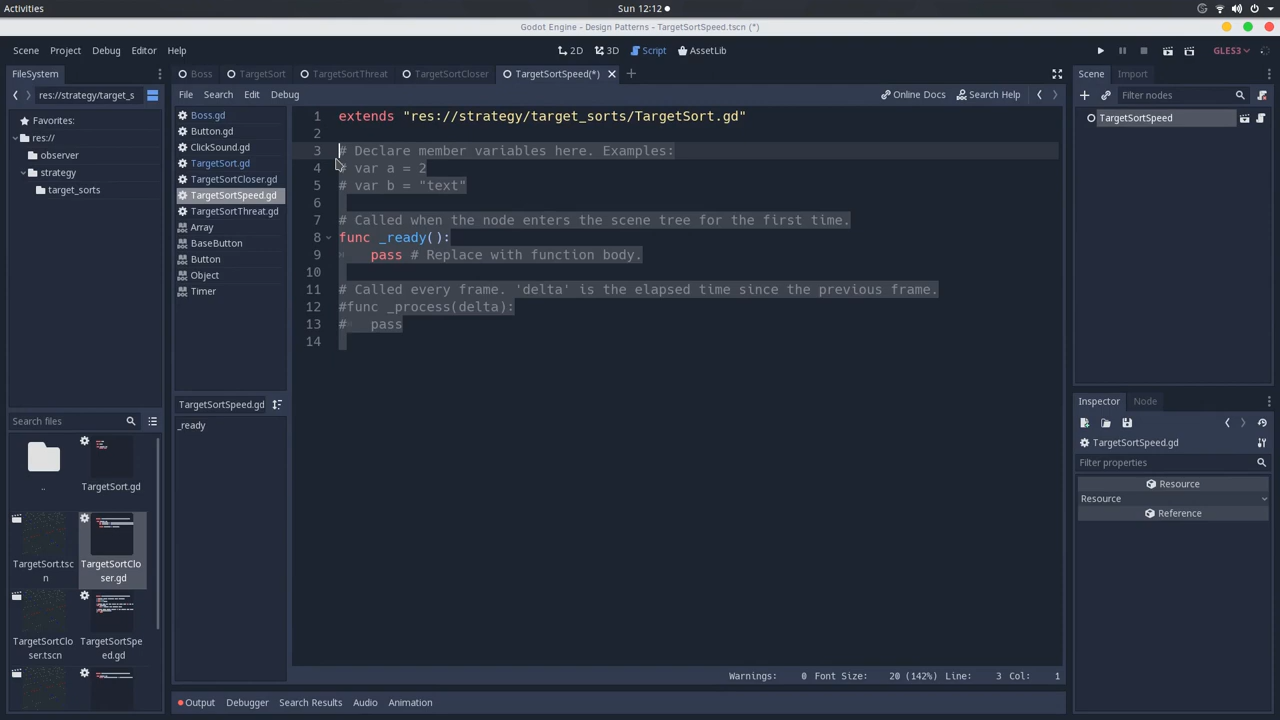 Activities
Sun 12:12
Godot Engine - Design Patterns - TargetSortSpeed.tscn (*)
Scene Project Debug Editor Help
2D 3D Script AssetLib
GLES3
FileSystem
res://strategy/target_s
Favorites:
res://
observer
strategy
target_sorts
Search files
..
TargetSort.gd
TargetSort.tsc
n
TargetSortClo
ser.gd
TargetSortClo
ser.tscn
TargetSortSpe
ed.gd
Boss TargetSort TargetSortThreat TargetSortCloser TargetSortSpeed(*)
File Search Edit Debug
Online Docs Search Help
Boss.gd
Button.gd
ClickSound.gd
TargetSort.gd
TargetSortCloser.gd
TargetSortSpeed.gd
TargetSortThreat.gd
Array
BaseButton
Button
Object
Timer
TargetSortSpeed.gd
_ready
1 extends "res://strategy/target_sorts/TargetSort.gd"
2
3 # Declare member variables here. Examples:
4 # var a = 2
5 # var b = "text"
6
7 # Called when the node enters the scene tree for the first time.
8 func _ready():
9 pass # Replace with function body.
10
11 # Called every frame. 'delta' is the elapsed time since the previous frame.
12 #func _process(delta):
13 # pass
14
Warnings: 0 Font Size: 20 (142%) Line: 3 Col: 1
Output Debugger Search Results Audio Animation
Scene Import
Filter nodes
TargetSortSpeed
Inspector Node
TargetSortSpeed.gd
Filter properties
Resource
Resource
Reference